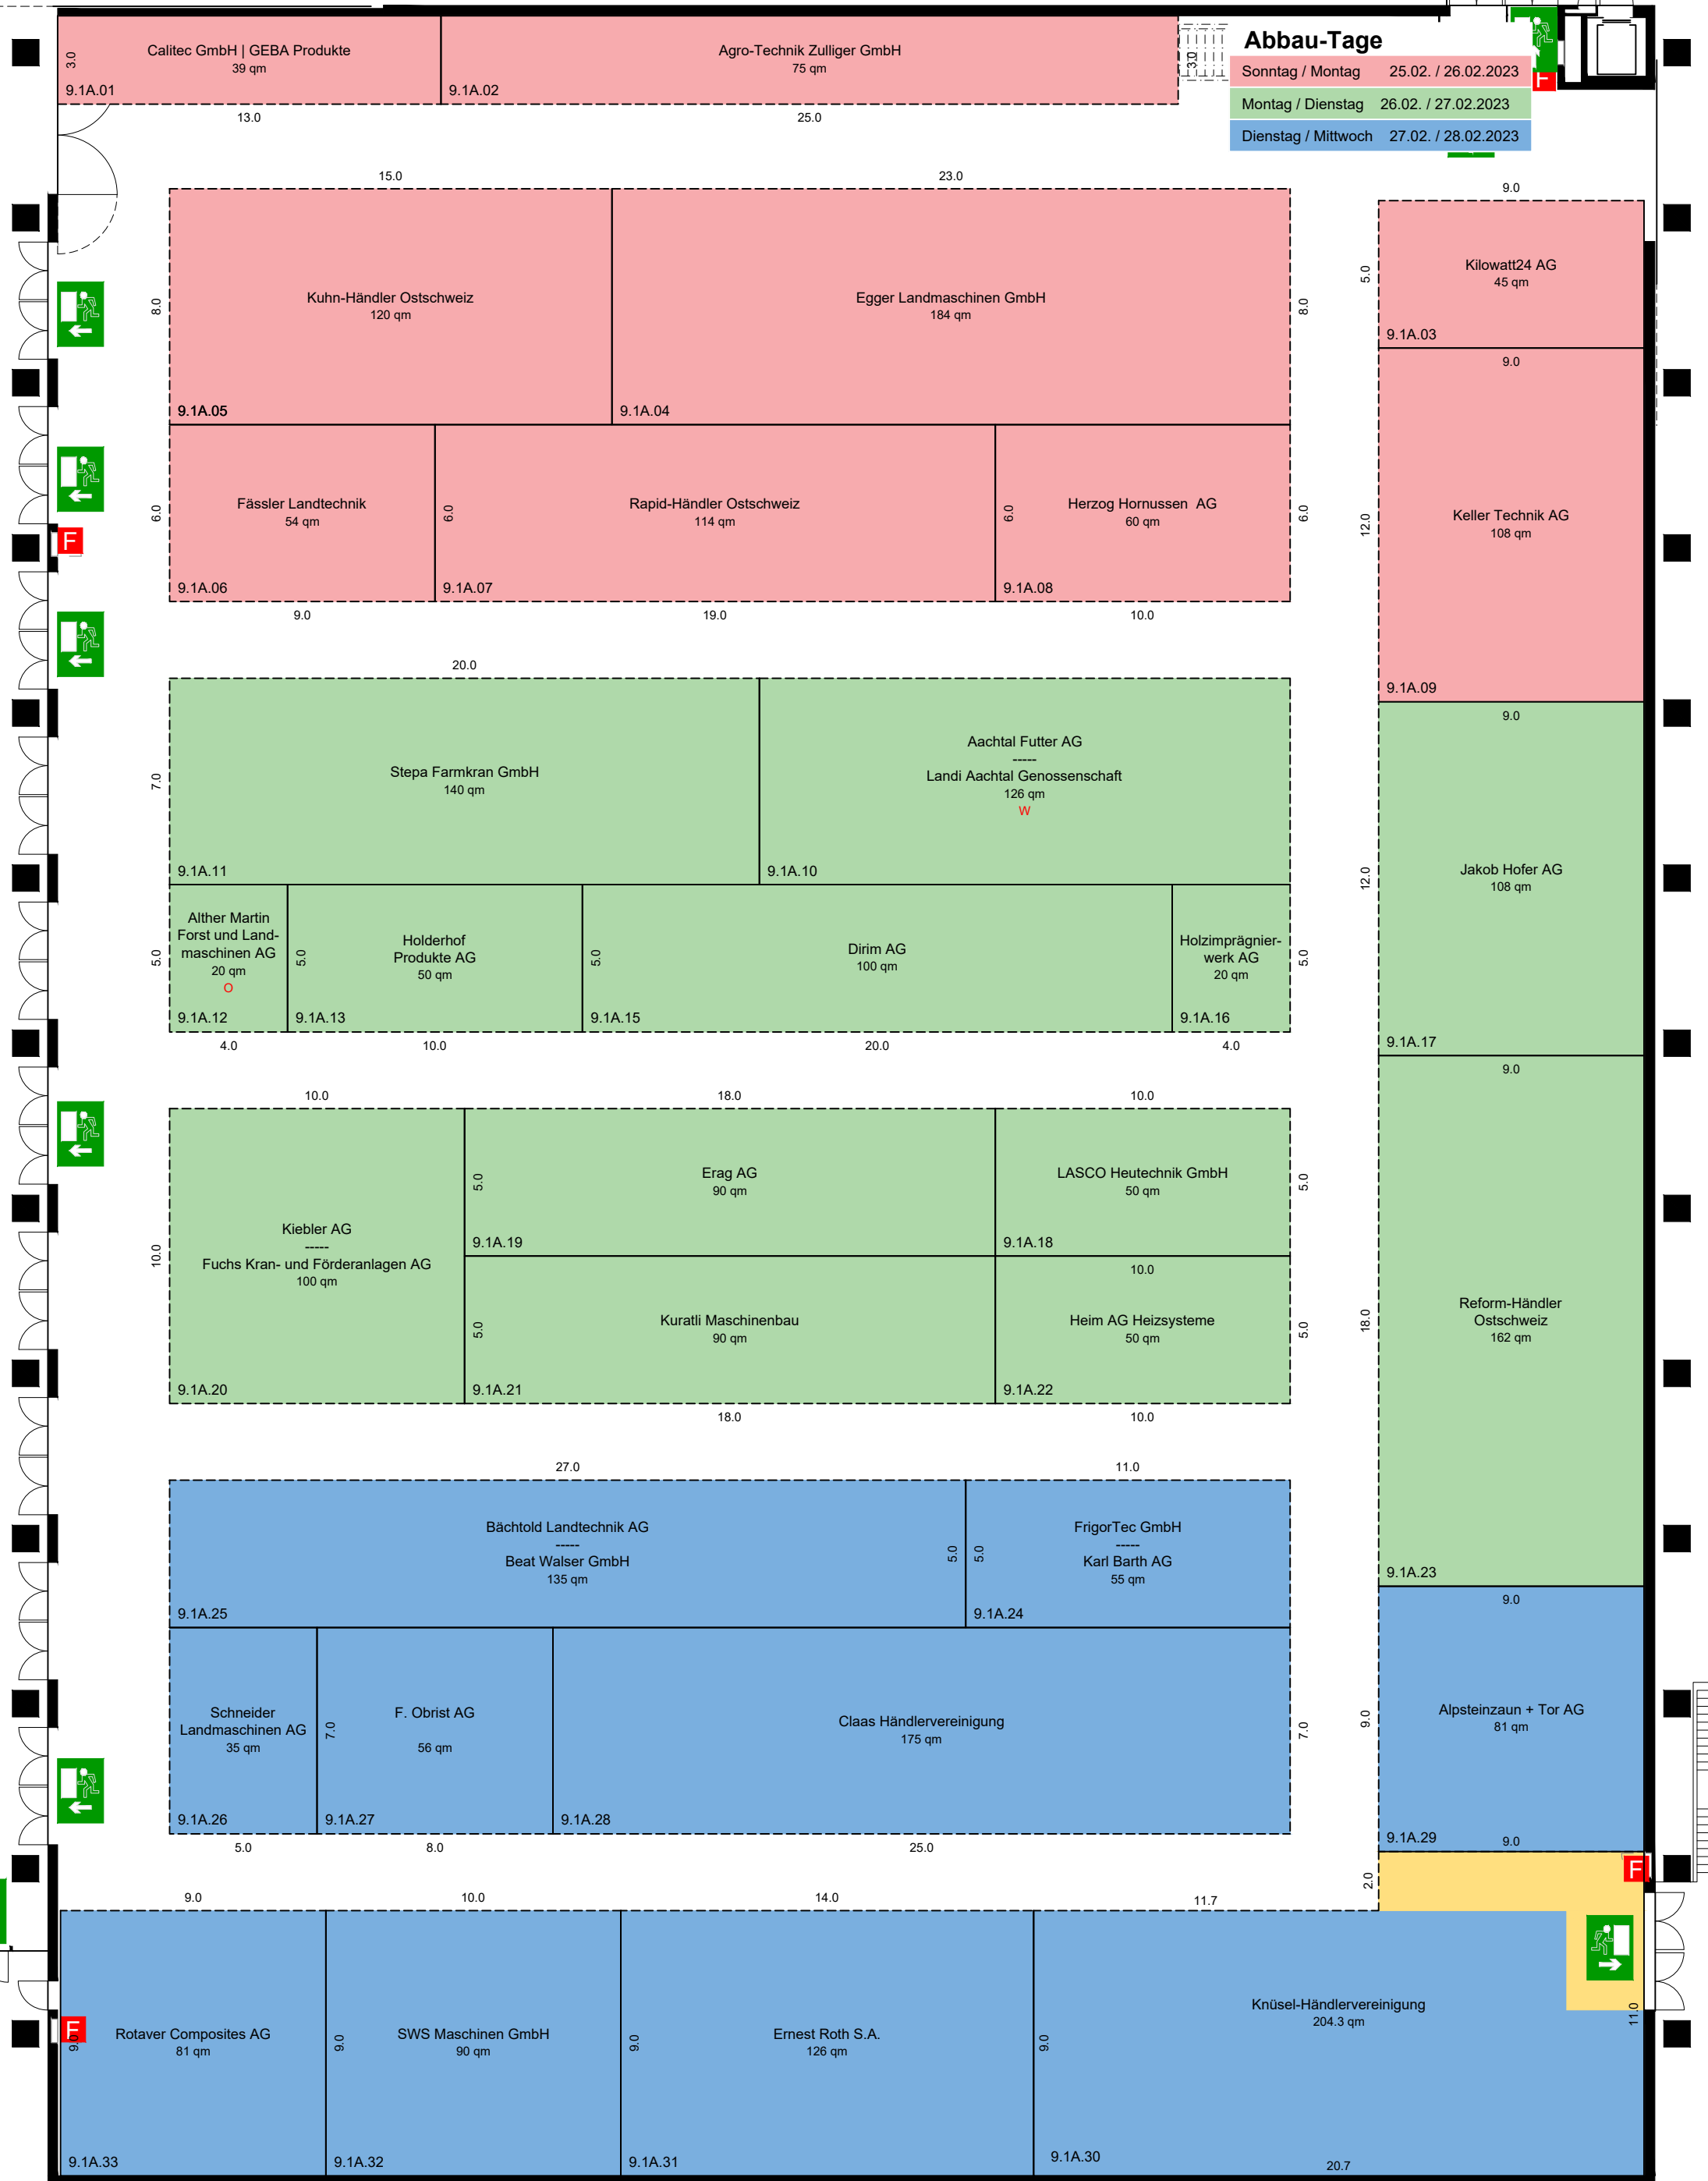 Calitec GmbH | GEBA Produkte
39 qm
3.0
9.1A.01
13.0
Agro-Technik Zulliger GmbH
75 qm
9.1A.02
25.0
3.0
Abbau-Tage
Sonntag / Montag 25.02. / 26.02.2023
Montag / Dienstag 26.02. / 27.02.2023
Dienstag / Mittwoch 27.02. / 28.02.2023
F
15.0
23.0
8.0
Kuhn-Händler Ostschweiz
120 qm
9.1A.05
Egger Landmaschinen GmbH
184 qm
9.1A.04
8.0
9.0
5.0
Kilowatt24 AG
45 qm
9.1A.03
6.0
Fässler Landtechnik
54 qm
9.1A.06
9.0
6.0
Rapid-Händler Ostschweiz
114 qm
9.1A.07
19.0
6.0
Herzog Hornussen AG
60 qm
9.1A.08
10.0
6.0
F
9.0
12.0
Keller Technik AG
108 qm
9.1A.09
20.0
7.0
Stepa Farmkran GmbH
140 qm
9.1A.11
Aachtal Futter AG
-----
Landi Aachtal Genossenschaft
126 qm
W
9.1A.10
5.0
Alther Martin
Forst und Land-
maschinen AG
20 qm
O
9.1A.12
4.0
5.0
Holderhof
Produkte AG
50 qm
9.1A.13
10.0
5.0
Dirim AG
100 qm
9.1A.15
20.0
Holzimprägnier-
werk AG
20 qm
9.1A.16
4.0
5.0
9.0
12.0
Jakob Hofer AG
108 qm
9.1A.17
10.0
10.0
Kiebler AG
-----
Fuchs Kran- und Förderanlagen AG
100 qm
9.1A.20
18.0
5.0
Erag AG
90 qm
9.1A.19
10.0
LASCO Heutechnik GmbH
50 qm
9.1A.18
5.0
5.0
Kuratli Maschinenbau
90 qm
9.1A.21
18.0
10.0
Heim AG Heizsysteme
50 qm
9.1A.22
5.0
10.0
9.0
18.0
Reform-Händler
Ostschweiz
162 qm
9.1A.23
27.0
Bächtold Landtechnik AG
-----
Beat Walser GmbH
135 qm
5.0
9.1A.25
11.0
5.0
FrigorTec GmbH
-----
Karl Barth AG
55 qm
9.1A.24
Schneider
Landmaschinen AG
35 qm
9.1A.26
5.0
7.0
F. Obrist AG
56 qm
9.1A.27
8.0
Claas Händlervereinigung
175 qm
9.1A.28
25.0
7.0
9.0
9.0
Alpsteinzaun + Tor AG
81 qm
9.1A.29
9.0
2.0
F
9.0
F
9.0
Rotaver Composites AG
81 qm
9.1A.33
10.0
9.0
SWS Maschinen GmbH
90 qm
9.1A.32
14.0
9.0
Ernest Roth S.A.
126 qm
9.1A.31
11.7
9.0
Knüsel-Händlervereinigung
204.3 qm
11.0
9.1A.30
20.7